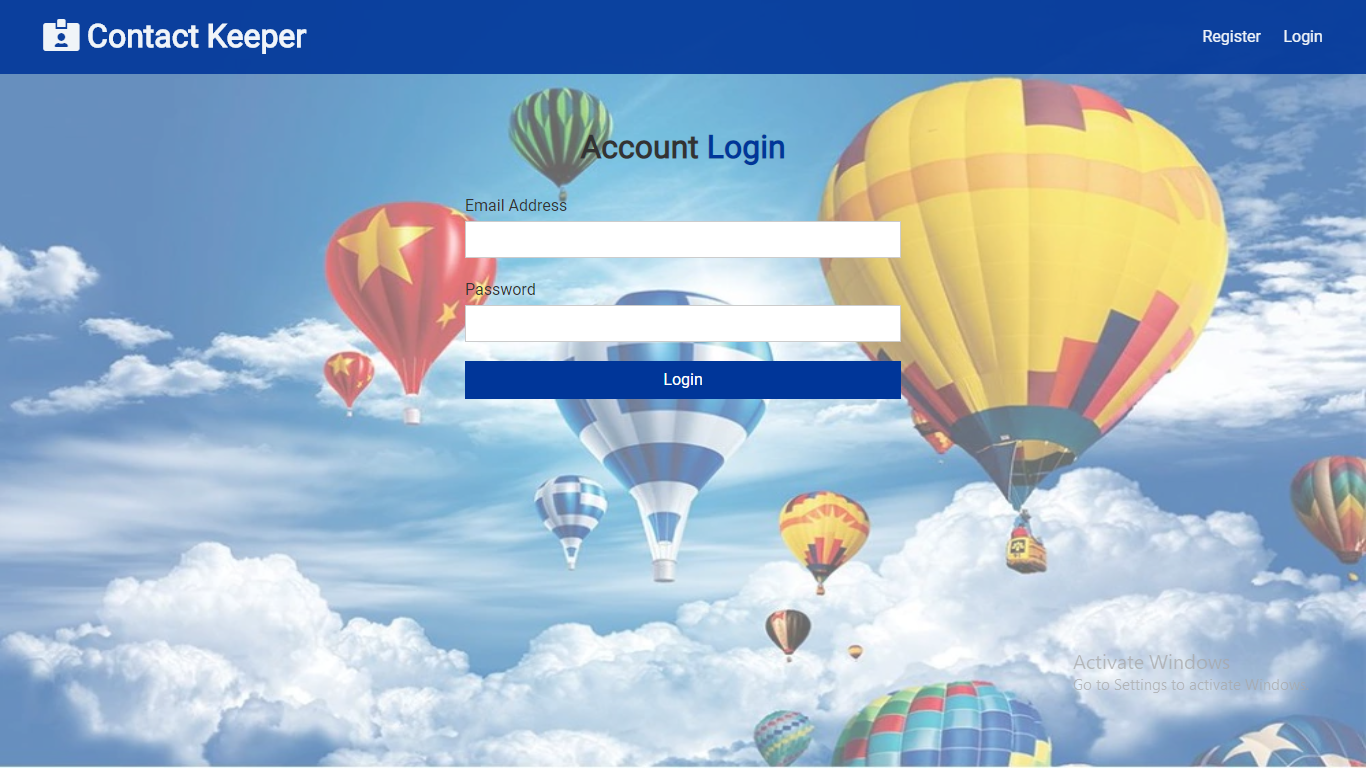 Contact Keeper
Register
Login
Account Login
Email Address
Password
Login
Activate Windows
Go to Settings to activate Windows.